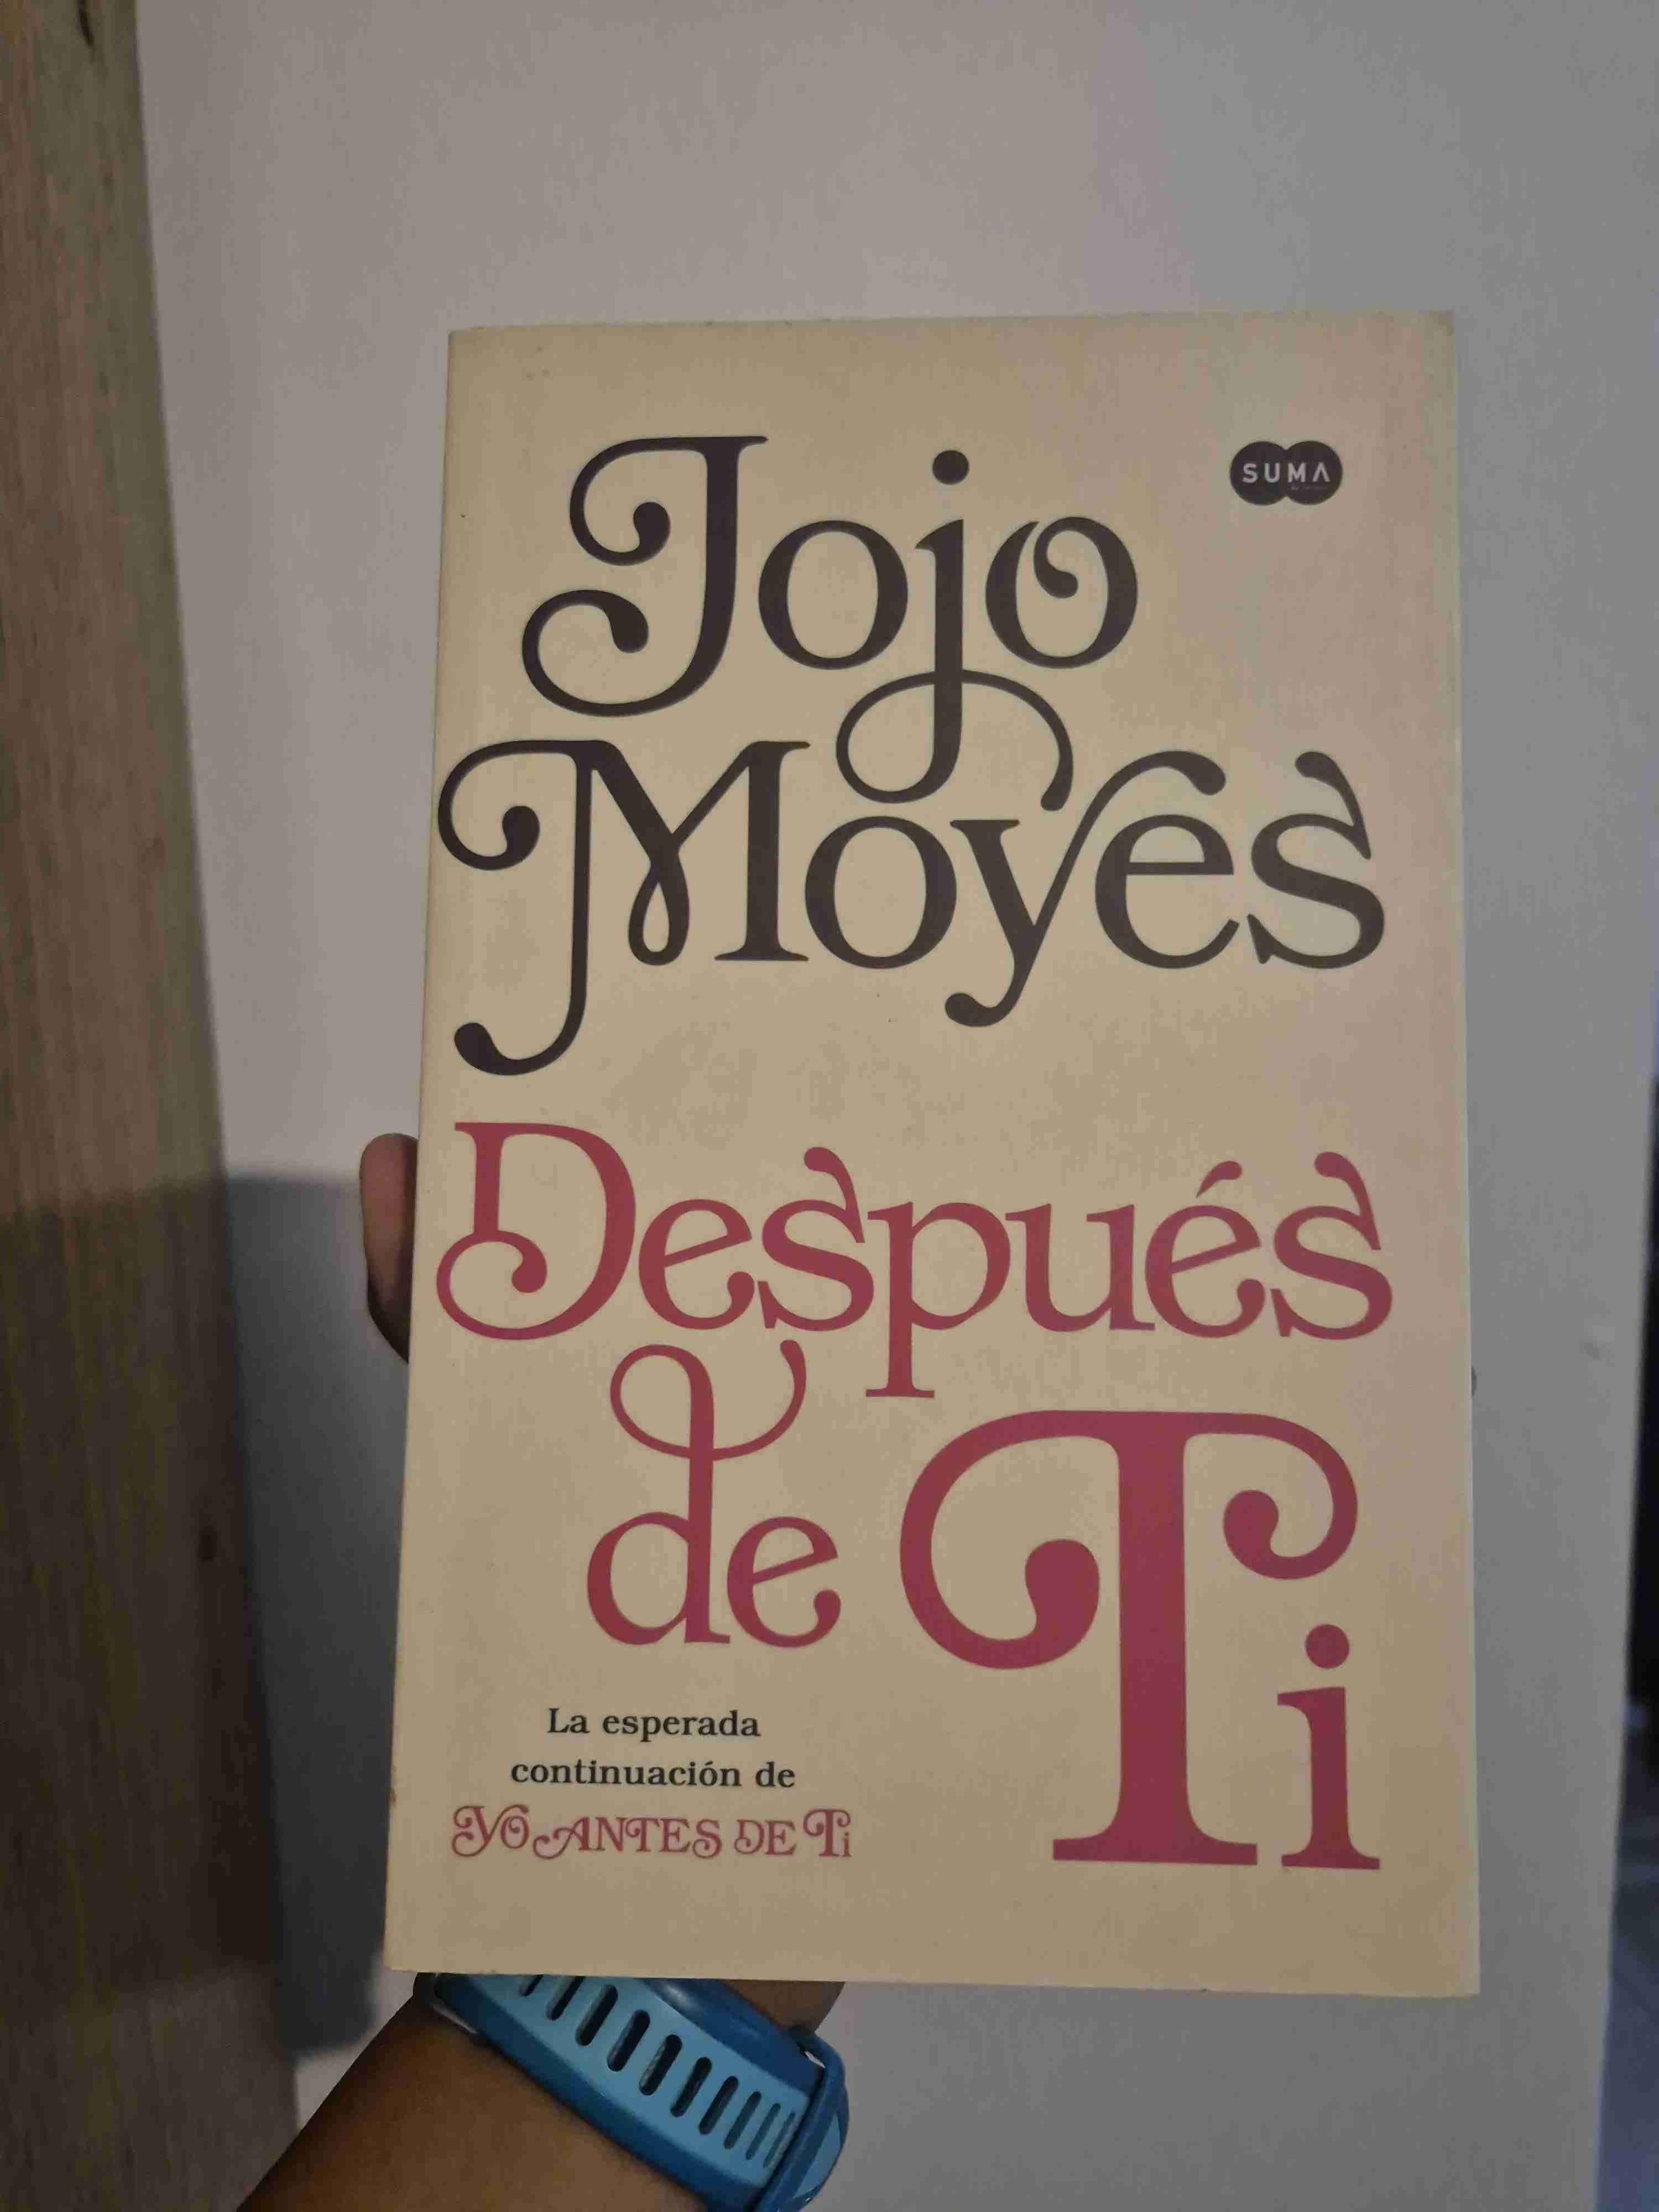 Jojo
SUMA
Moyes
Después
de Ti
La esperada
continuación de
YO ANTES DE Ti